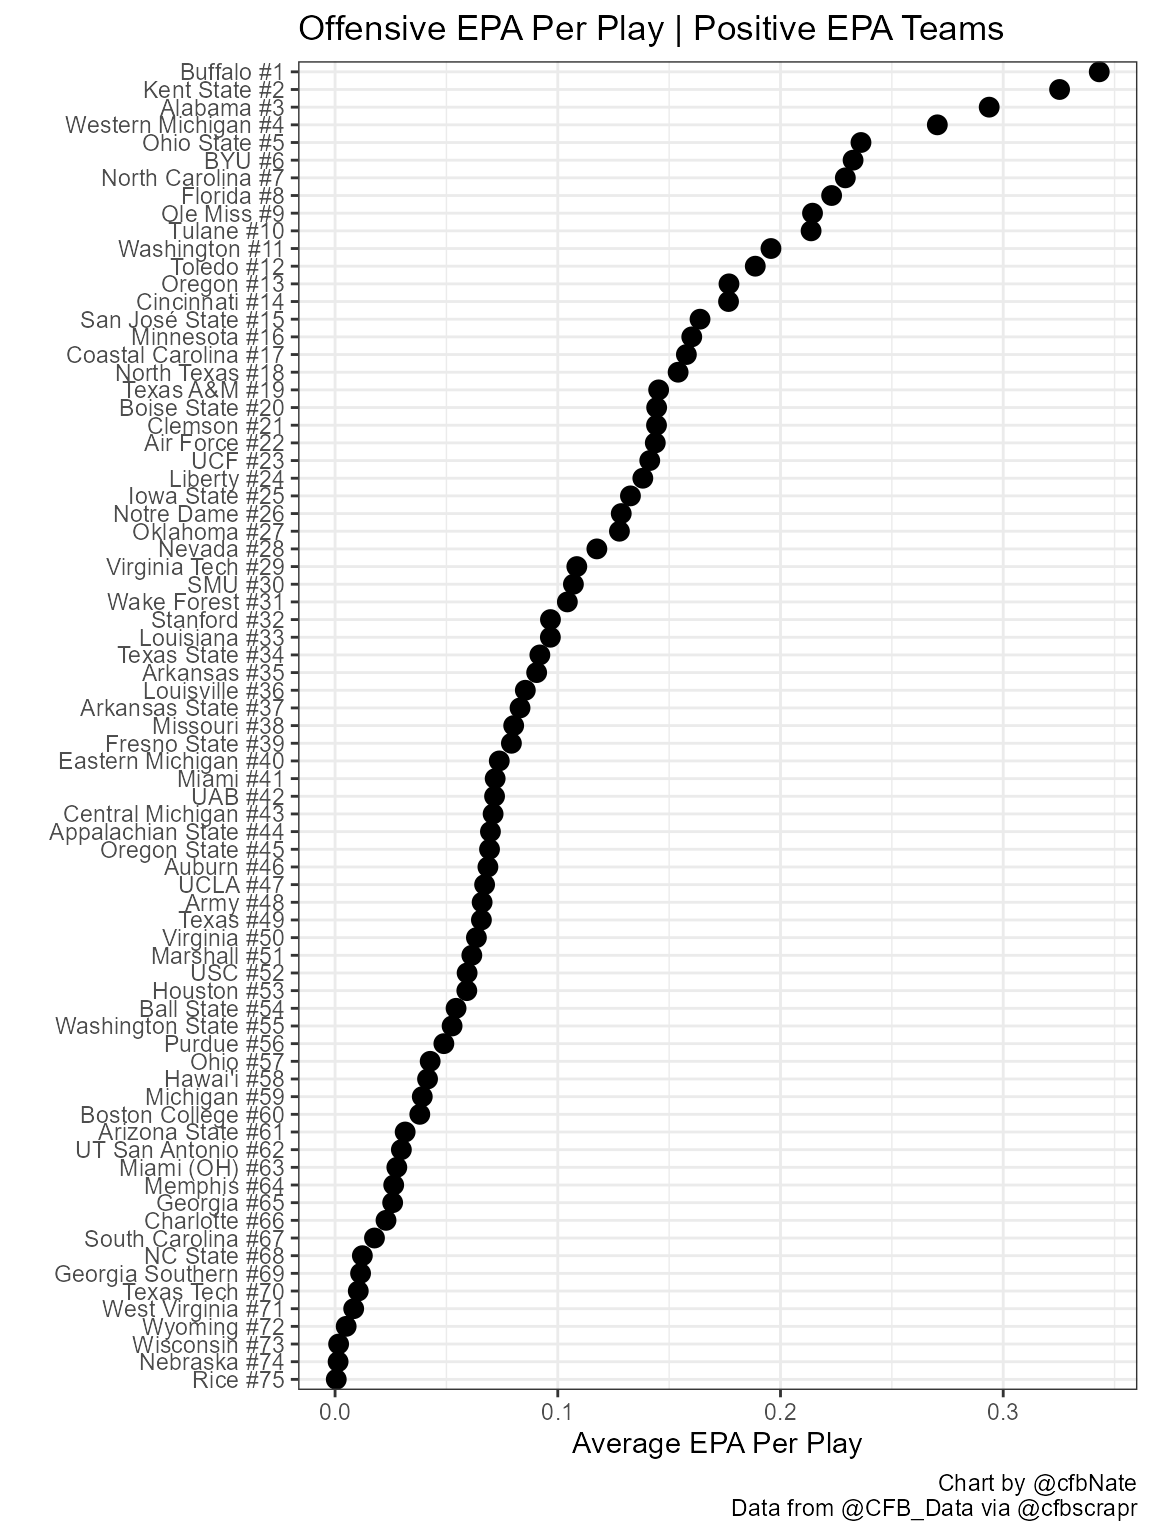 Offensive EPA Per Play | Positive EPA Teams
Buffalo #1
Kent State #2
Alabama #3
Western Michigan #4
Ohio State #5
BYU #6
North Carolina #7
Florida #8
Ole Miss #9
Tulane #10
Washington #11
Toledo #12
Oregon #13
Cincinnati #14
San José State #15
Minnesota #16
Coastal Carolina #17
North Texas #18
Texas A&M #19
Boise State #20
Clemson #21
Air Force #22
UCF #23
Liberty #24
Iowa State #25
Notre Dame #26
Oklahoma #27
Nevada #28
Virginia Tech #29
SMU #30
Wake Forest #31
Stanford #32
Louisiana #33
Texas State #34
Arkansas #35
Louisville #36
Arkansas State #37
Missouri #38
Fresno State #39
Eastern Michigan #40
Miami #41
UAB #42
Central Michigan #43
Appalachian State #44
Oregon State #45
Auburn #46
UCLA #47
Army #48
Texas #49
Virginia #50
Marshall #51
USC #52
Houston #53
Ball State #54
Washington State #55
Purdue #56
Ohio #57
Hawai'i #58
Michigan #59
Boston College #60
Arizona State #61
UT San Antonio #62
Miami (OH) #63
Memphis #64
Georgia #65
Charlotte #66
South Carolina #67
NC State #68
Georgia Southern #69
Texas Tech #70
West Virginia #71
Wyoming #72
Wisconsin #73
Nebraska #74
Rice #75
0.0 0.1 0.2 0.3
Average EPA Per Play
Chart by @cfbNate
Data from @CFB_Data via @cfbscrapr